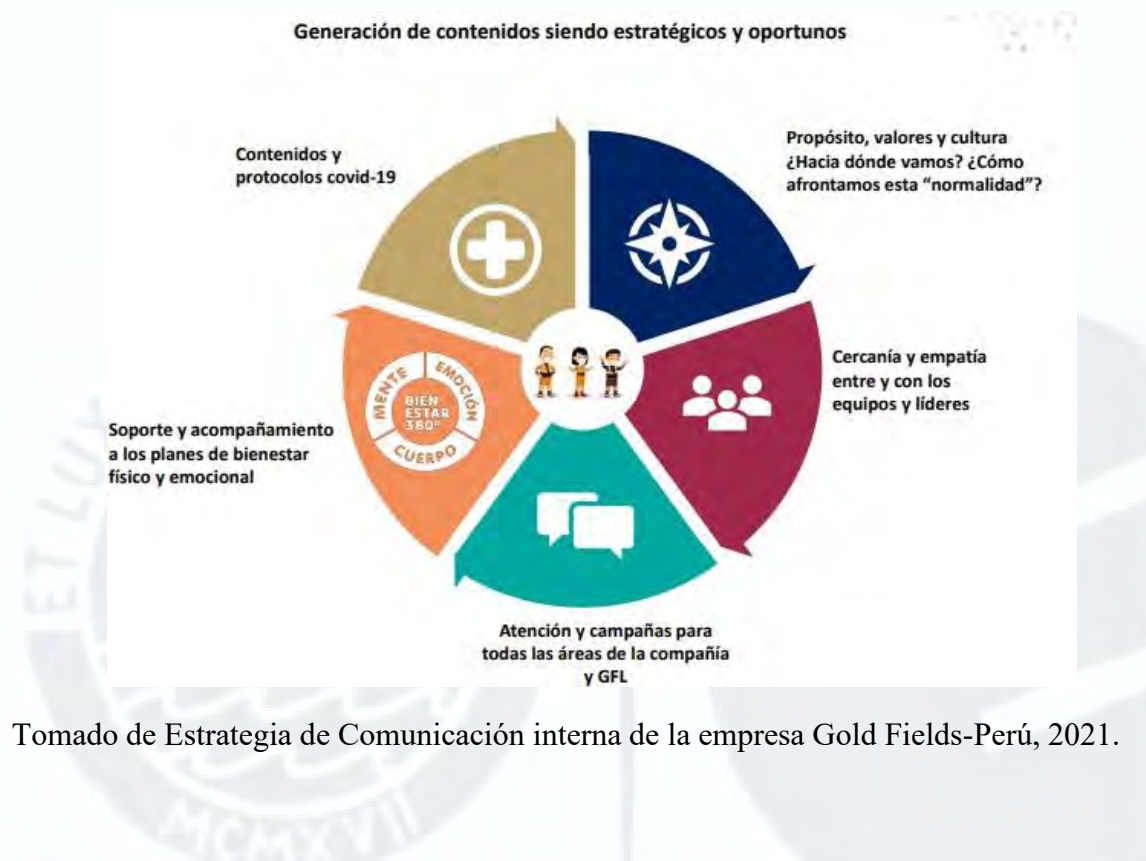 Generación de contenidos siendo estratégicos y oportunos
Propósito, valores y cultura
¿Hacia dónde vamos? ¿Cómo
afrontamos esta “normalidad”?
Contenidos y
protocolos covid-19
Cercanía y empatía
entre y con los
equipos y líderes
MENTE
EMOCIÓN
CUERPO
BIEN
ESTAR
360°
Soporte y acompañamiento
a los planes de bienestar
físico y emocional
Atención y campañas para
todas las áreas de la compañía
y GFL
Tomado de Estrategia de Comunicación interna de la empresa Gold Fields-Perú, 2021.
ET LUX
MCMXVII